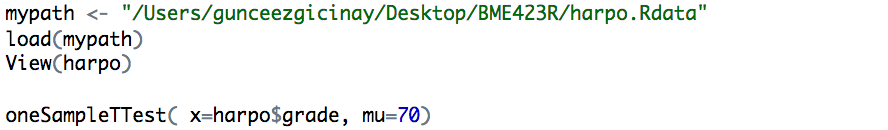 mypath <- "/Users/gunceezgicinay/Desktop/BME423R/harpo.Rdata"
load(mypath)
View(harpo)
oneSampleTTest( x=harpo$grade, mu=70)